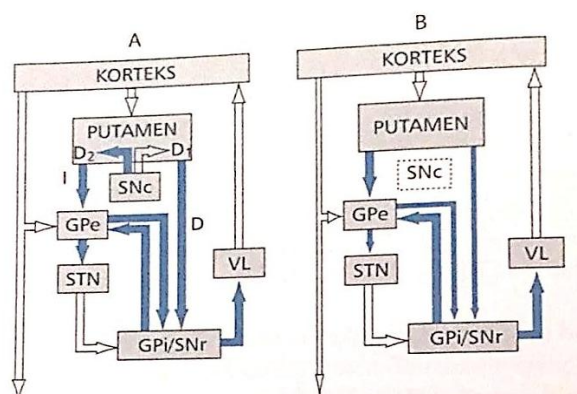 A
KORTEKS
PUTAMEN
D₂
D₁
SNc
I
GPe
D
STN
VL
GPi/SNr
B
KORTEKS
PUTAMEN
SNc
GPe
STN
VL
GPi/SNr